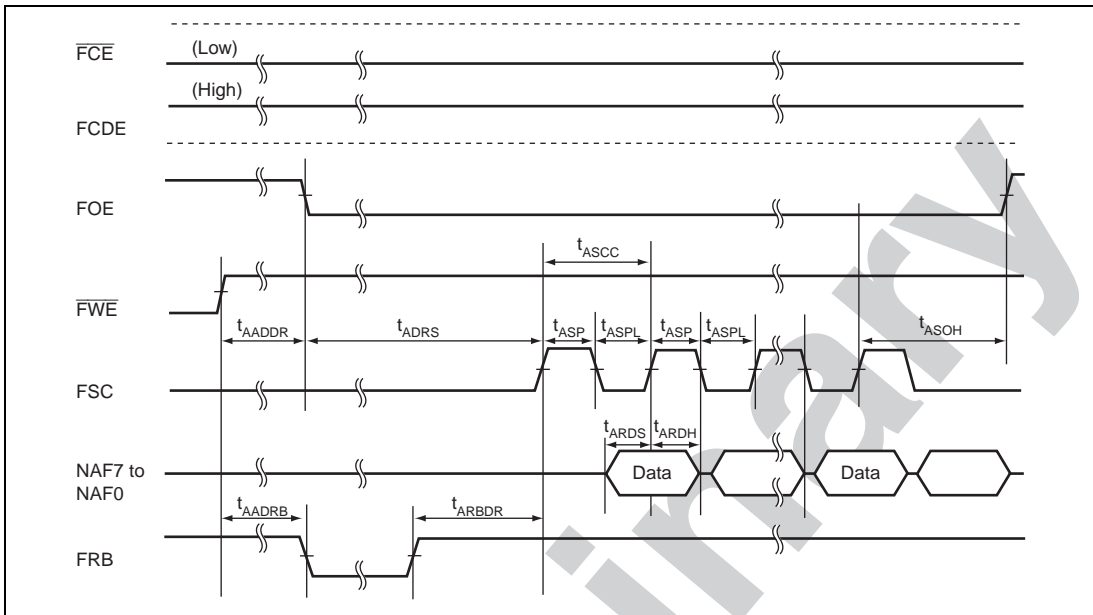 FCE
(Low)
(High)
FCDE
FOE
tASCC
FWE
tAADDR
tADRS
tASP
tASPL
tASP
tASPL
tASOH
FSC
tARDS
tARDH
NAF7 to
NAF0
Data
Data
tAADRB
tARBDR
FRB
inary